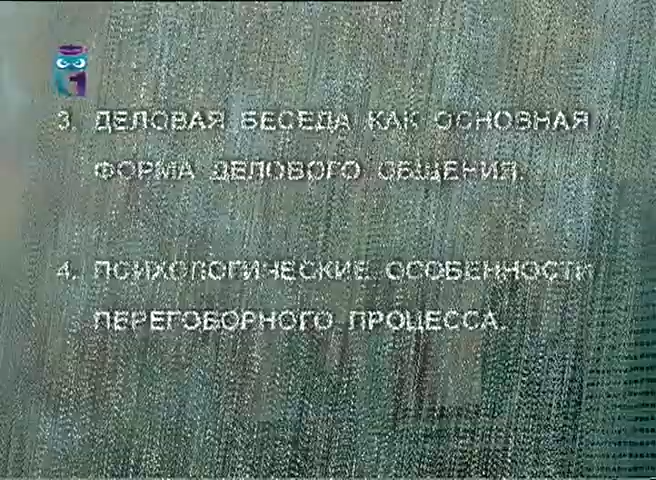 3. ДЕЛОВАЯ БЕСЕДА КАК ОСНОВНАЯ
ФОРМА ДЕЛОВОГО ОБЩЕНИЯ.
4. ПСИХОЛОГИЧЕСКИЕ ОСОБЕННОСТИ
ПЕРЕГОВОРНОГО ПРОЦЕССА.